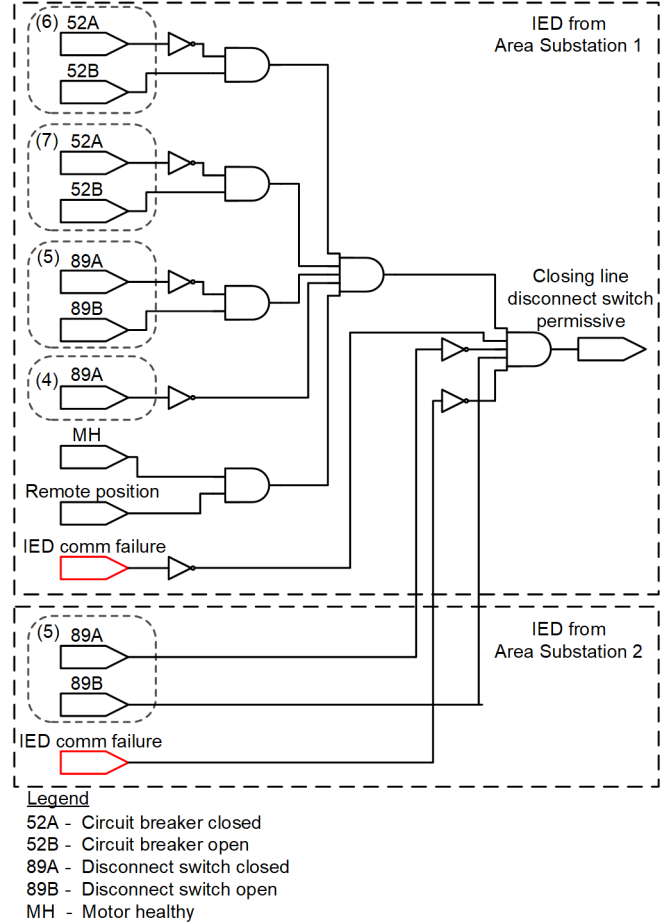 (6) 52A
52B
IED from
Area Substation 1
(7) 52A
52B
(5) 89A
89B
Closing line
disconnect switch
permissive
(4) 89A
MH
Remote position
IED comm failure
(5) 89A
89B
IED from
Area Substation 2
IED comm failure
Legend
52A - Circuit breaker closed
52B - Circuit breaker open
89A - Disconnect switch closed
89B - Disconnect switch open
MH - Motor healthy